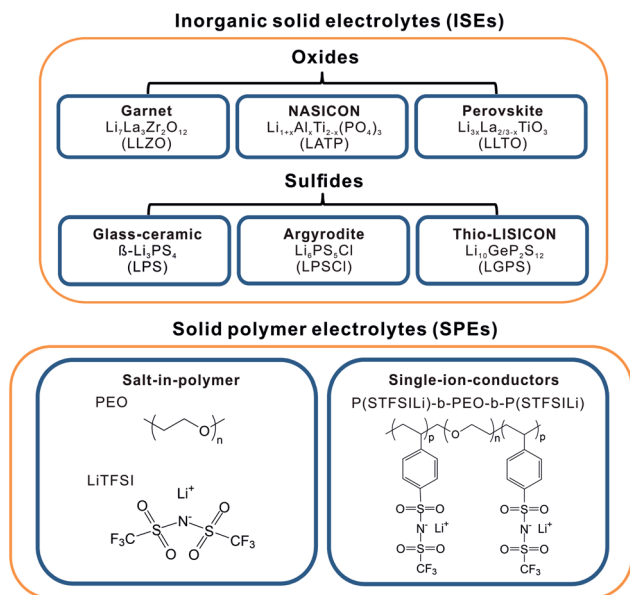 Inorganic solid electrolytes (ISEs)
Oxides
Garnet
Li₇La₃Zr₂O₁₂
(LLZO)
NASICON
Li₁₊ₓAlₓTi₂₋ₓ(PO₄)₃
(LATP)
Perovskite
Li₃ₓLa₂/₃₋ₓTiO₃
(LLTO)
Sulfides
Glass-ceramic
ß-Li₃PS₄
(LPS)
Argyrodite
Li₆PS₅Cl
(LPSCl)
Thio-LISICON
Li₁₀GeP₂S₁₂
(LGPS)
Solid polymer electrolytes (SPEs)
Salt-in-polymer
PEO
O n
LiTFSI
Li⁺
O O
S N⁻ S
F₃C O O CF₃
Single-ion-conductors
P(STFSILi)-b-PEO-b-P(STFSILi)
p O n p
O S O O S O
N⁻ Li⁺ N⁻ Li⁺
O S O O S O
CF₃ CF₃